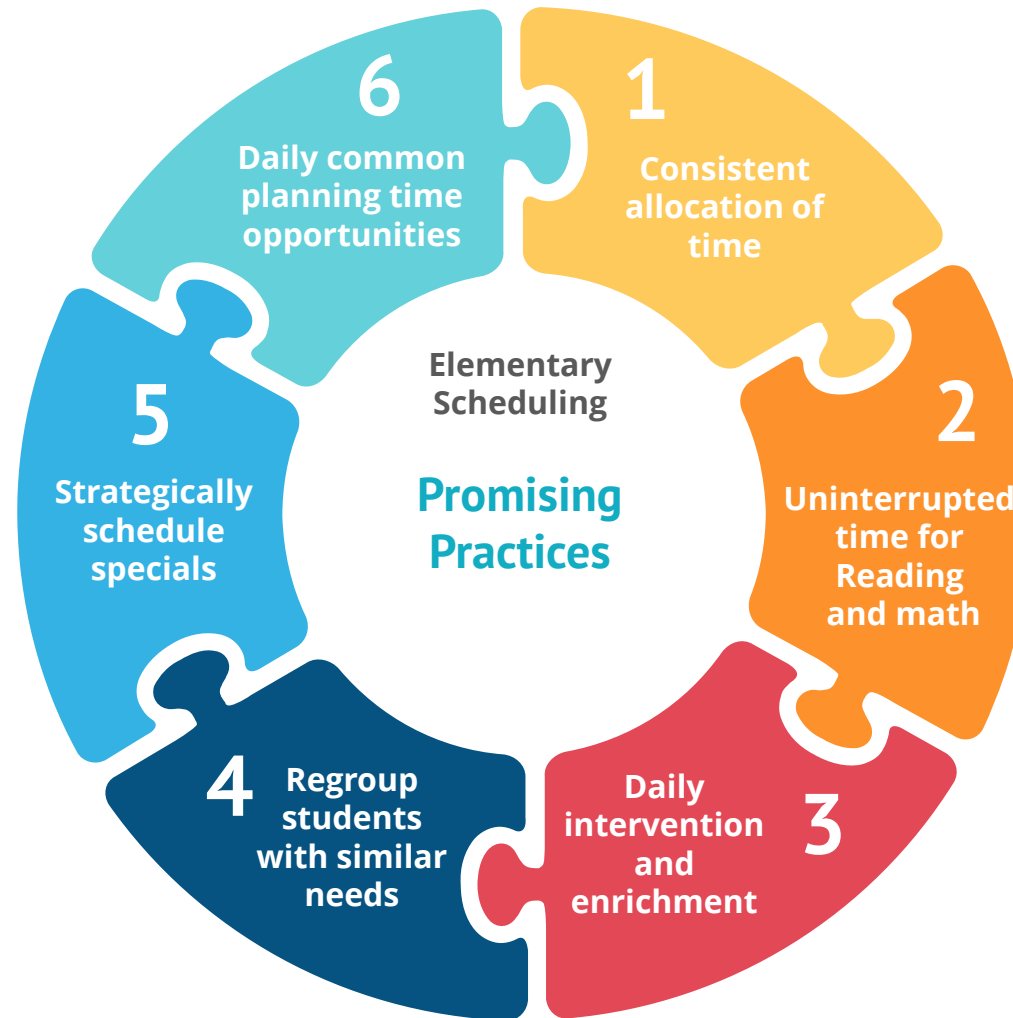 Elementary
Scheduling
Promising
Practices
1
Consistent
allocation of
time
2
Uninterrupted
time for
Reading
and math
3
Daily
intervention
and
enrichment
4
Regroup
students
with similar
needs
5
Strategically
schedule
specials
6
Daily common
planning time
opportunities